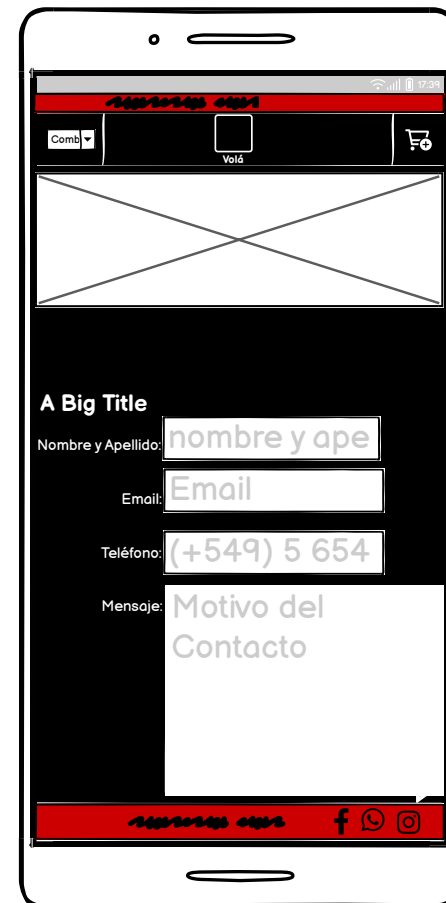 17:39
Comb
Volá
A Big Title
Nombre y Apellido:
nombre y ape
Email:
Email
Teléfono:
(+549) 5 654
Mensaje:
Motivo del
Contacto